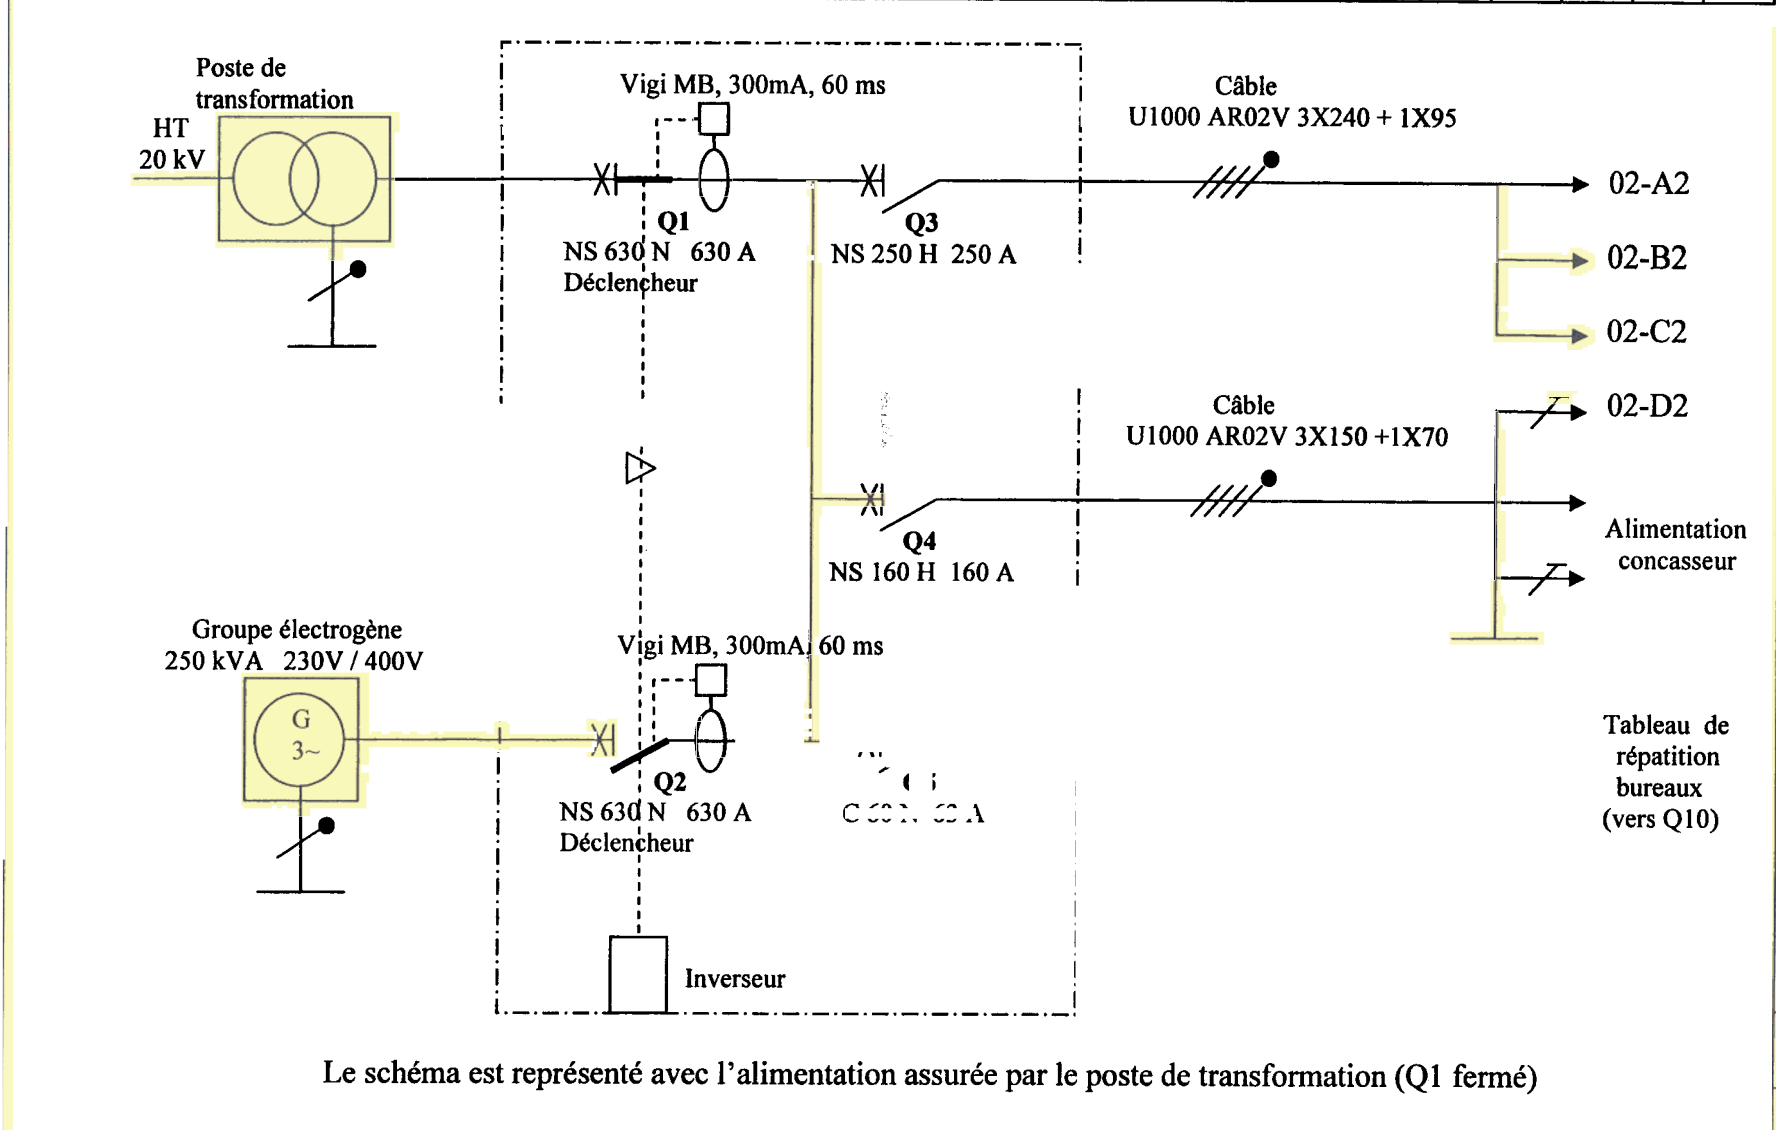 Poste de
transformation
HT
20 kV
Vigi MB, 300mA, 60 ms
Q1
NS 630 N 630 A
Déclencheur
Q3
NS 250 H 250 A
Câble
U1000 AR02V 3X240 + 1X95
02-A2
02-B2
02-C2
02-D2
Câble
U1000 AR02V 3X150 +1X70
Q4
NS 160 H 160 A
Alimentation
concasseur
Groupe électrogène
250 kVA 230V / 400V
G
3~
Vigi MB, 300mA, 60 ms
Q2
NS 630 N 630 A
Déclencheur
Tableau de
répatition
bureaux
(vers Q10)
Inverseur
Le schéma est représenté avec l'alimentation assurée par le poste de transformation (Q1 fermé)